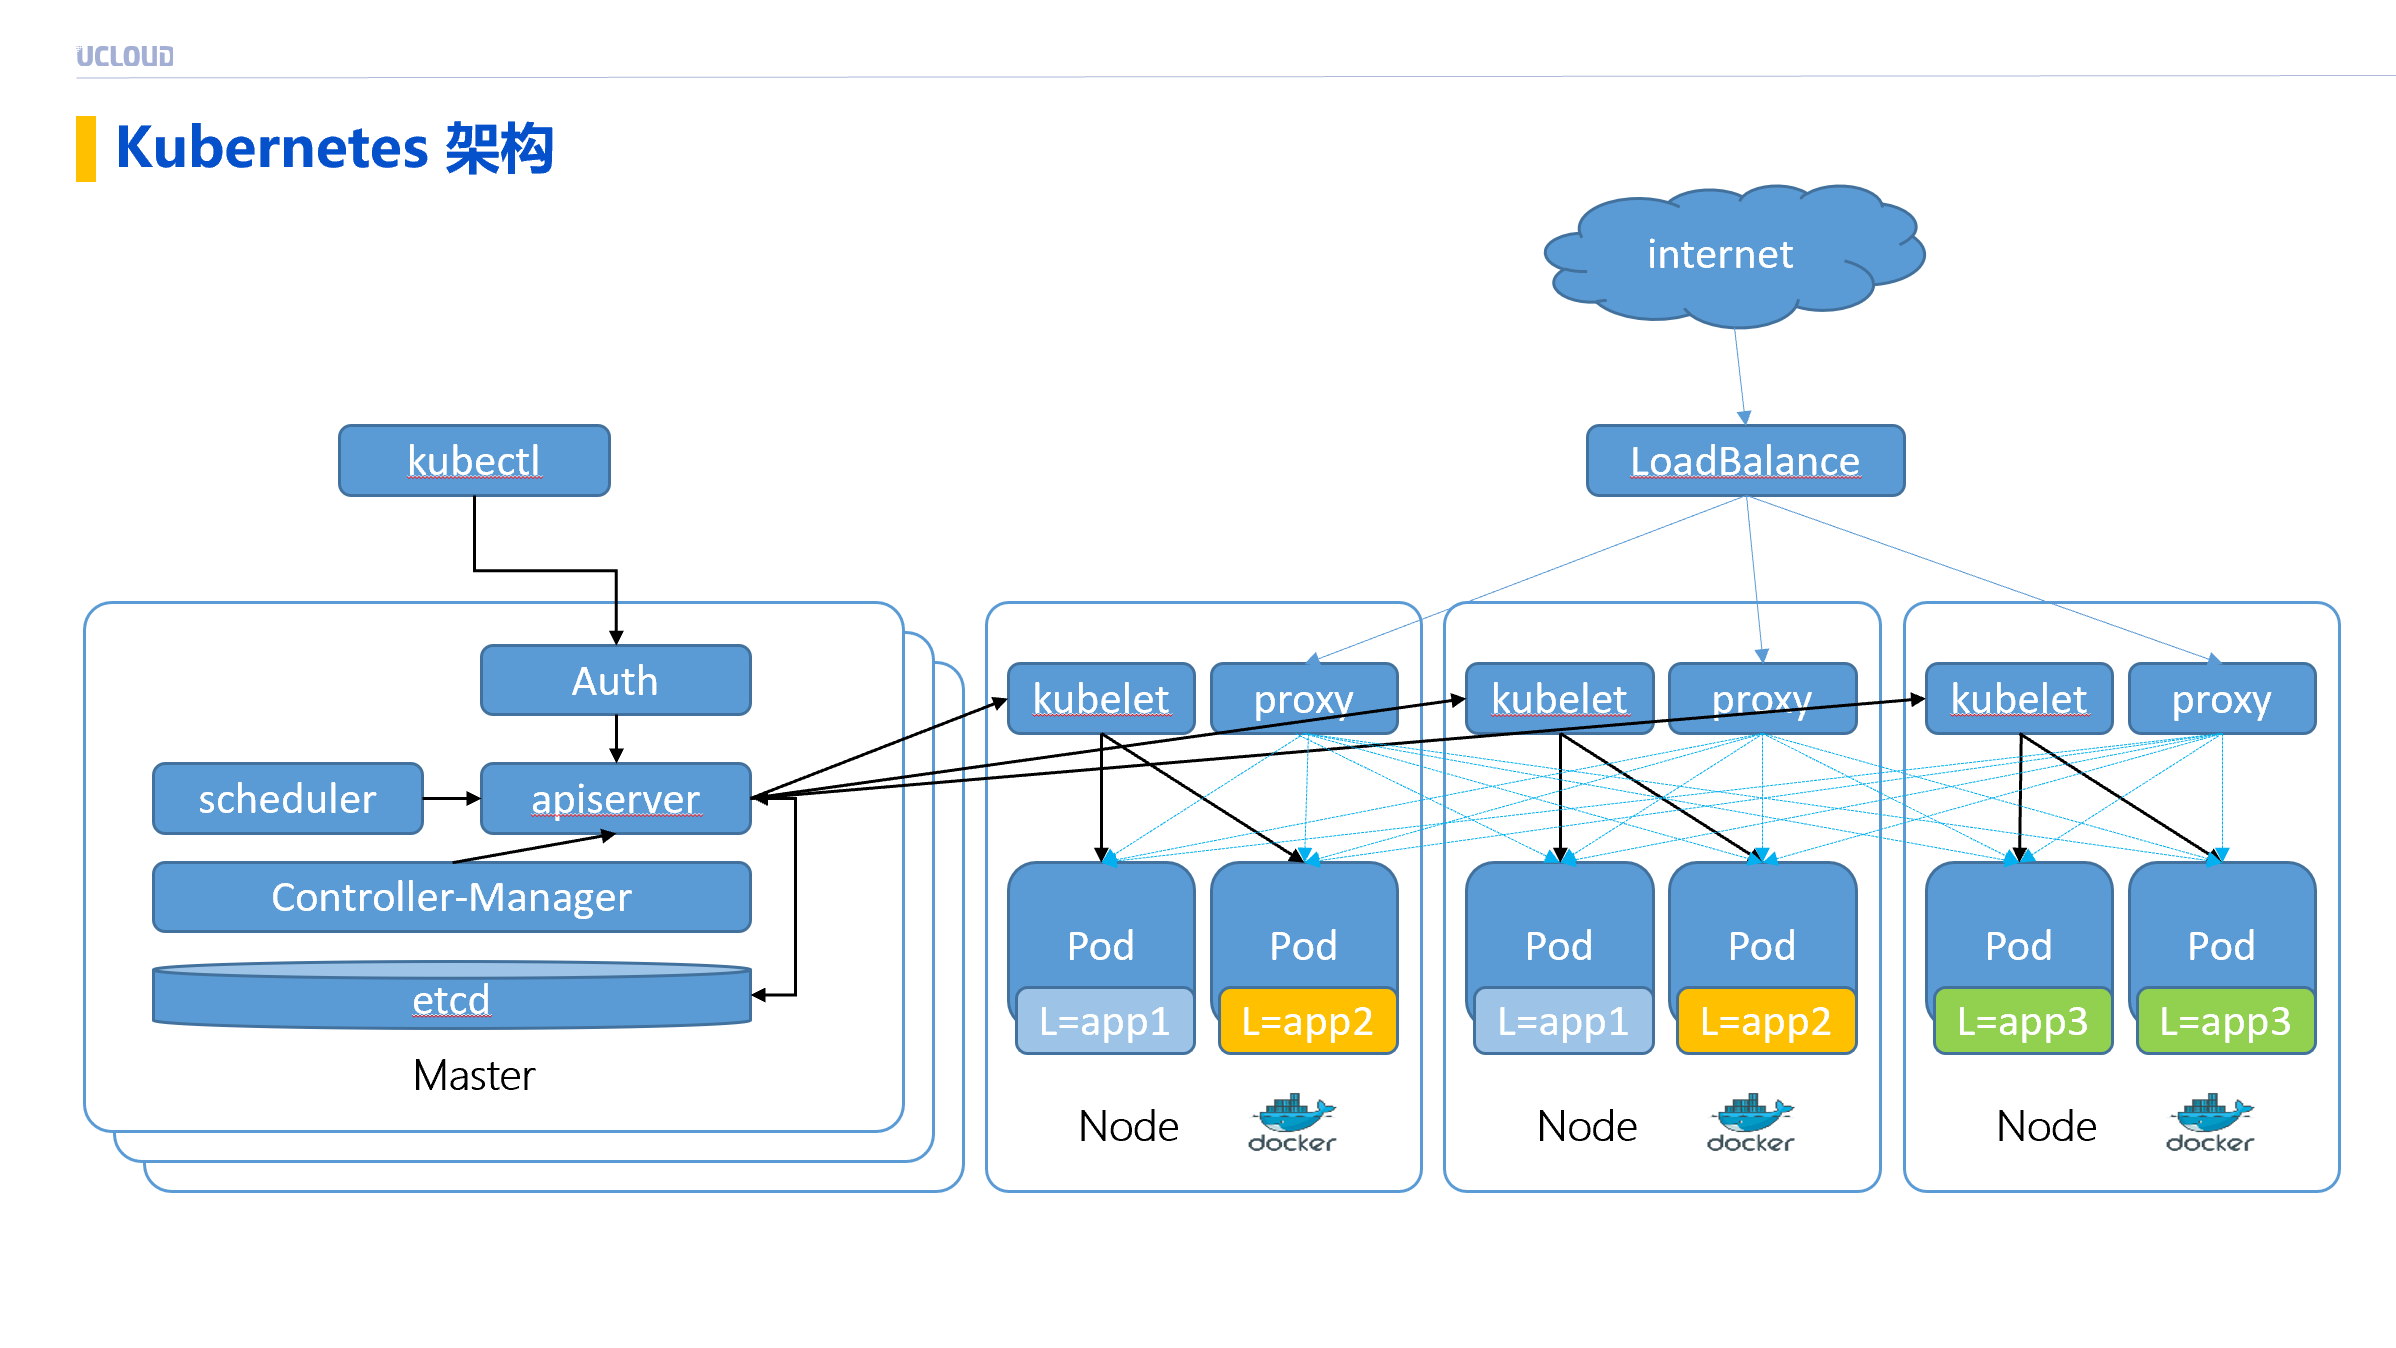 UCLOUD
Kubernetes 架构
internet
kubectl
LoadBalance
Auth
scheduler
apiserver
Controller-Manager
etcd
Master
kubelet
proxy
Pod
Pod
L=app1
L=app2
Node
docker
kubelet
proxy
Pod
Pod
L=app1
L=app2
Node
docker
kubelet
proxy
Pod
Pod
L=app3
L=app3
Node
docker